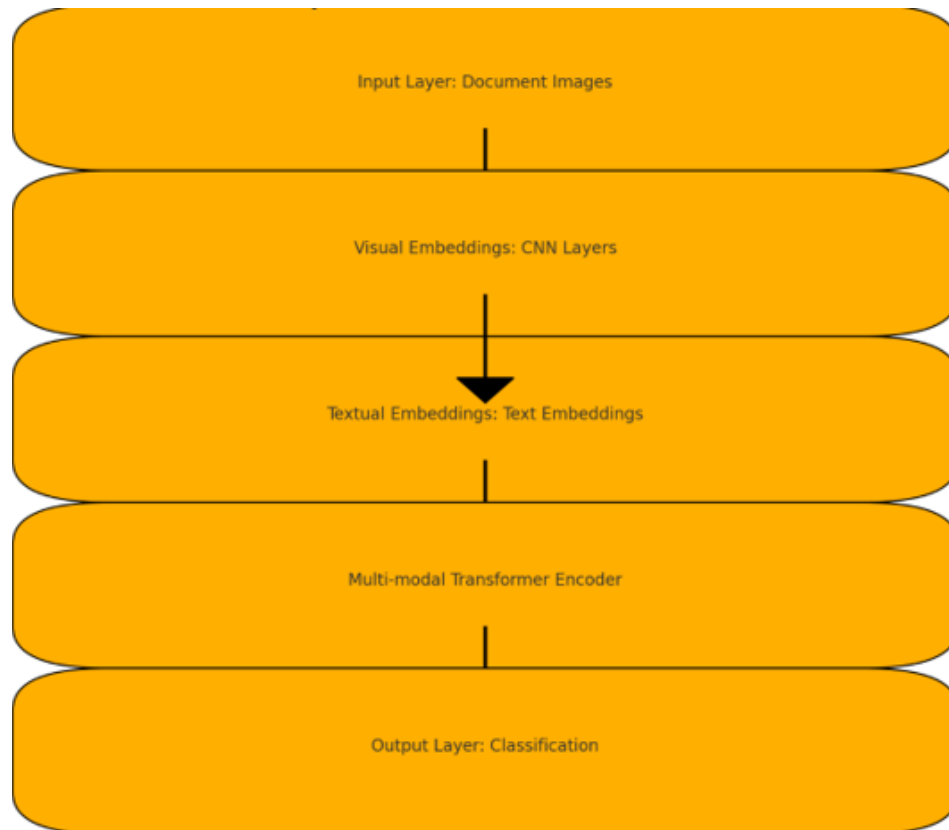 Input Layer: Document Images
Visual Embeddings: CNN Layers
Textual Embeddings: Text Embeddings
Multi-modal Transformer Encoder
Output Layer: Classification